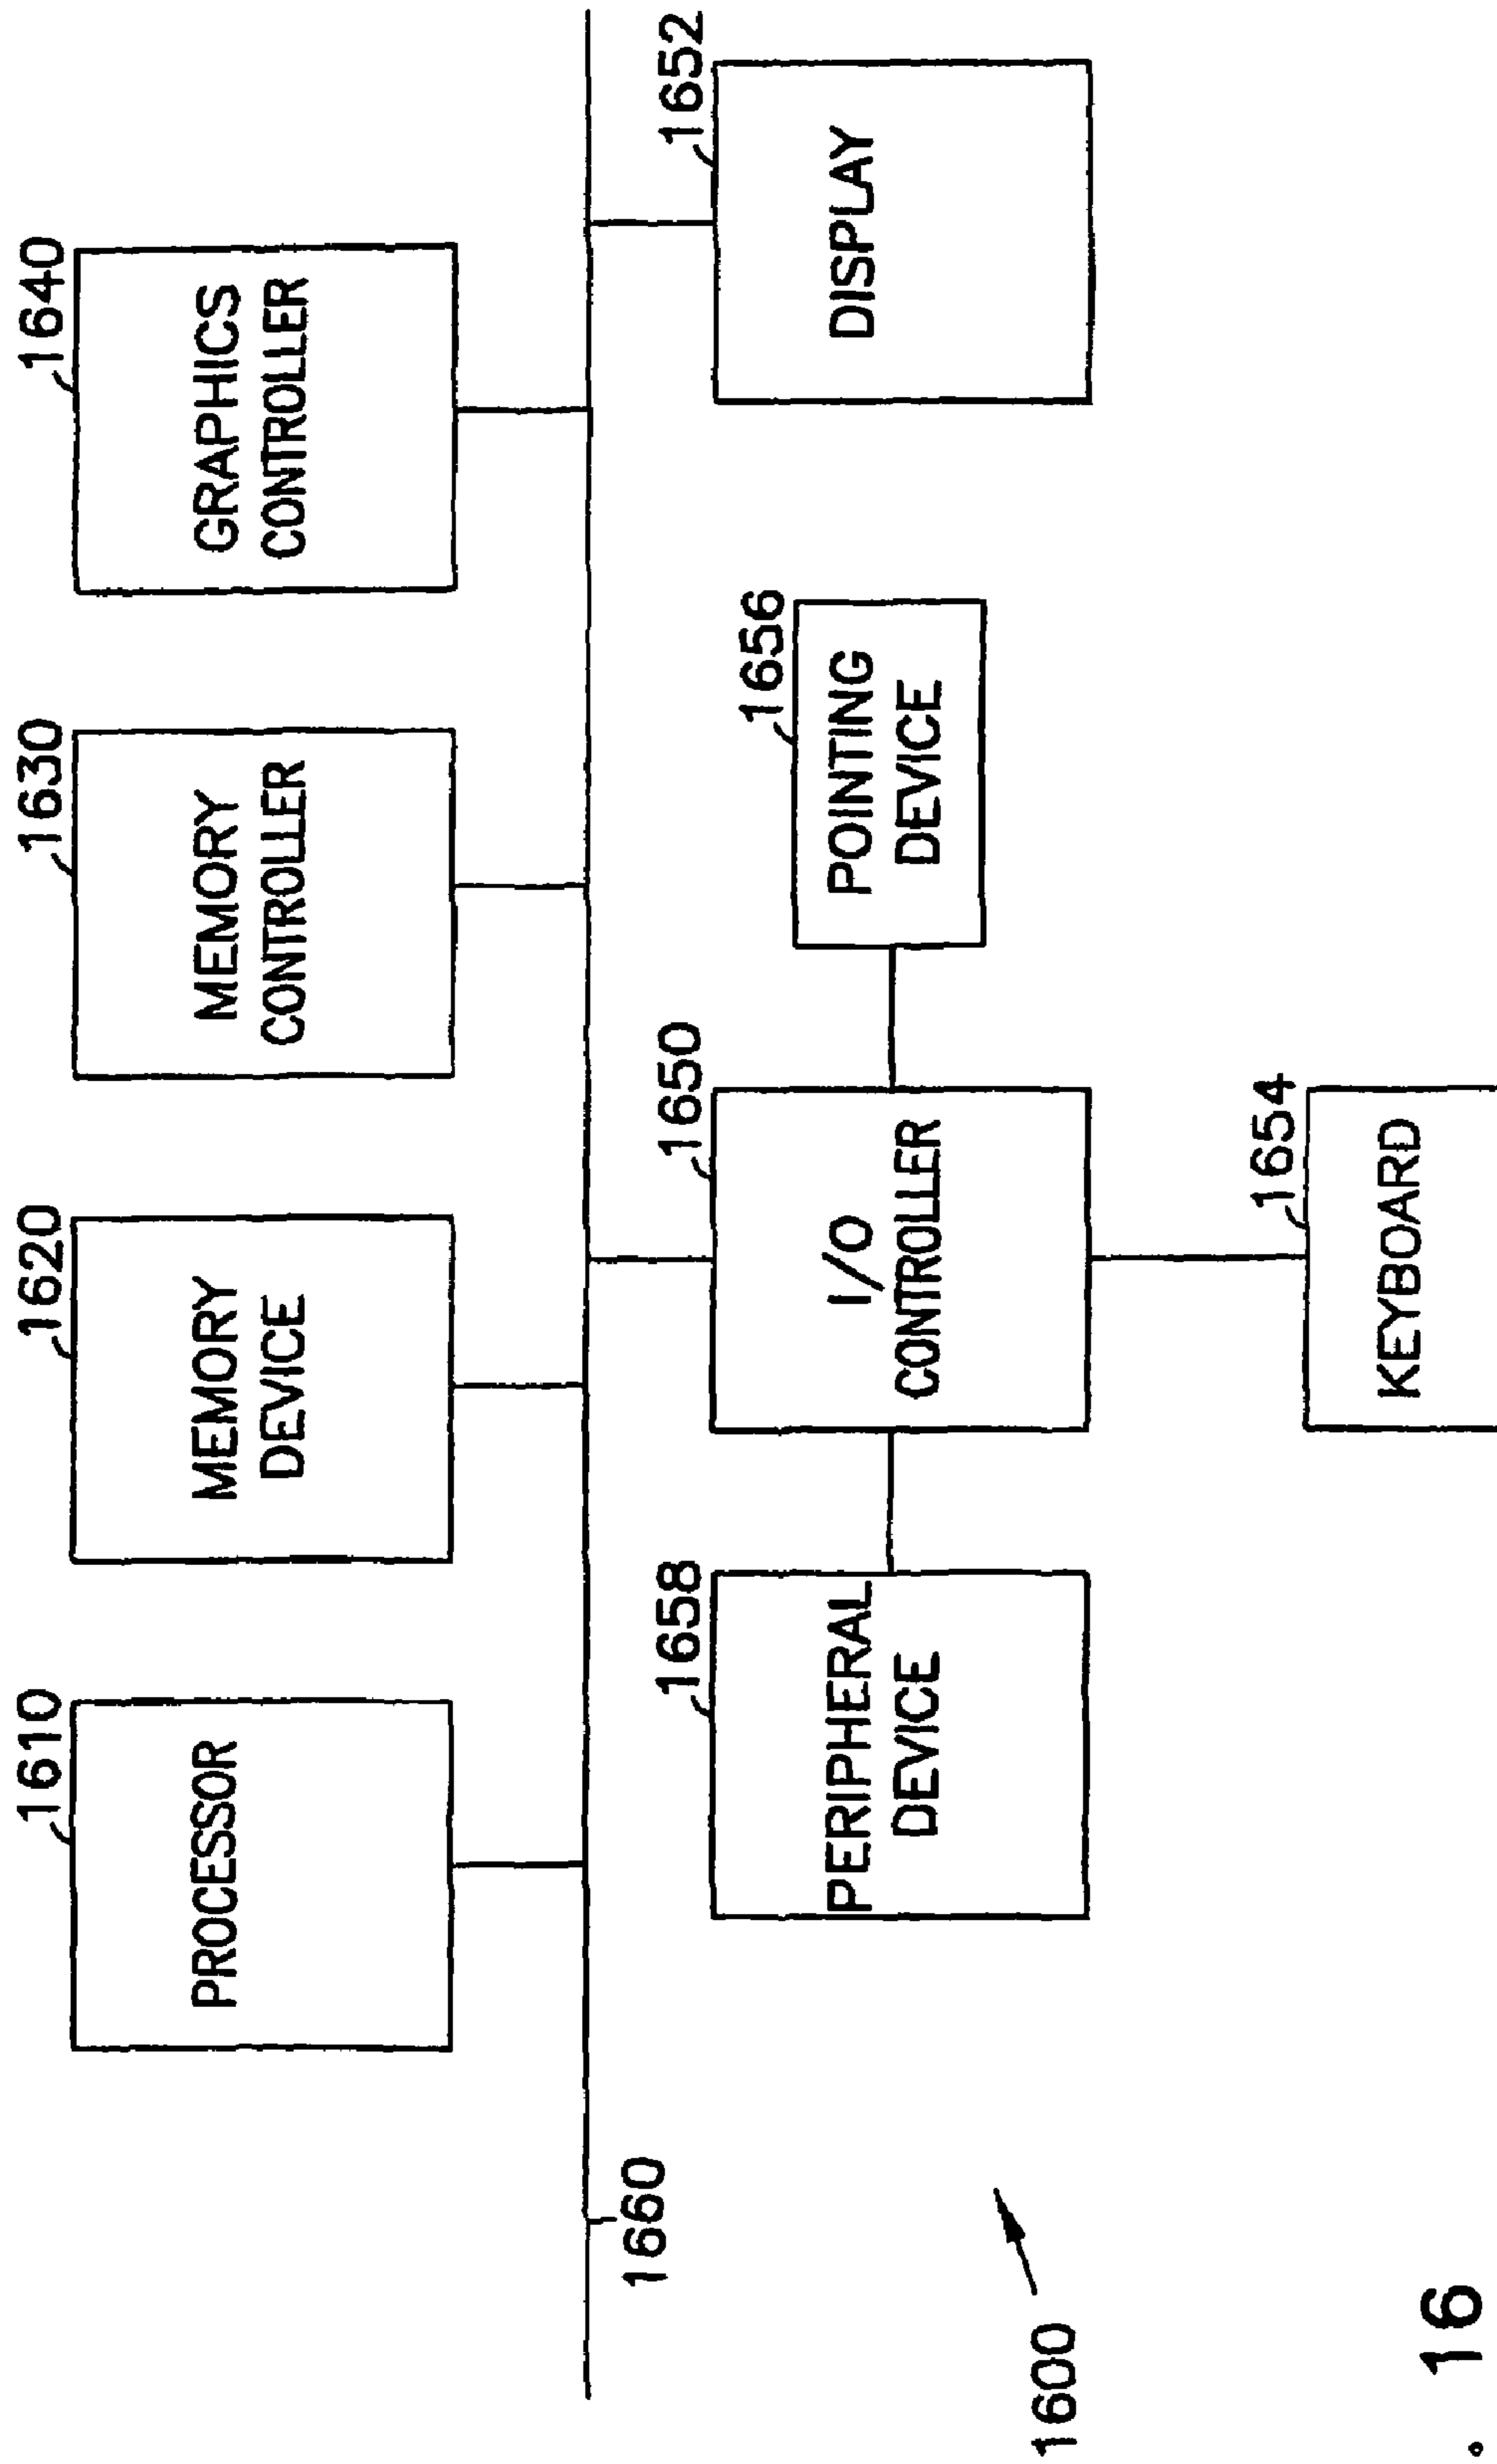 1610
PROCESSOR
1620
MEMORY
DEVICE
1630
MEMORY
CONTROLLER
1640
GRAPHICS
CONTROLLER
1660
1658
PERIPHERAL
DEVICE
1650
I/O
CONTROLLER
1656
POINTING
DEVICE
1652
DISPLAY
1600
1654
KEYBOARD
. 16